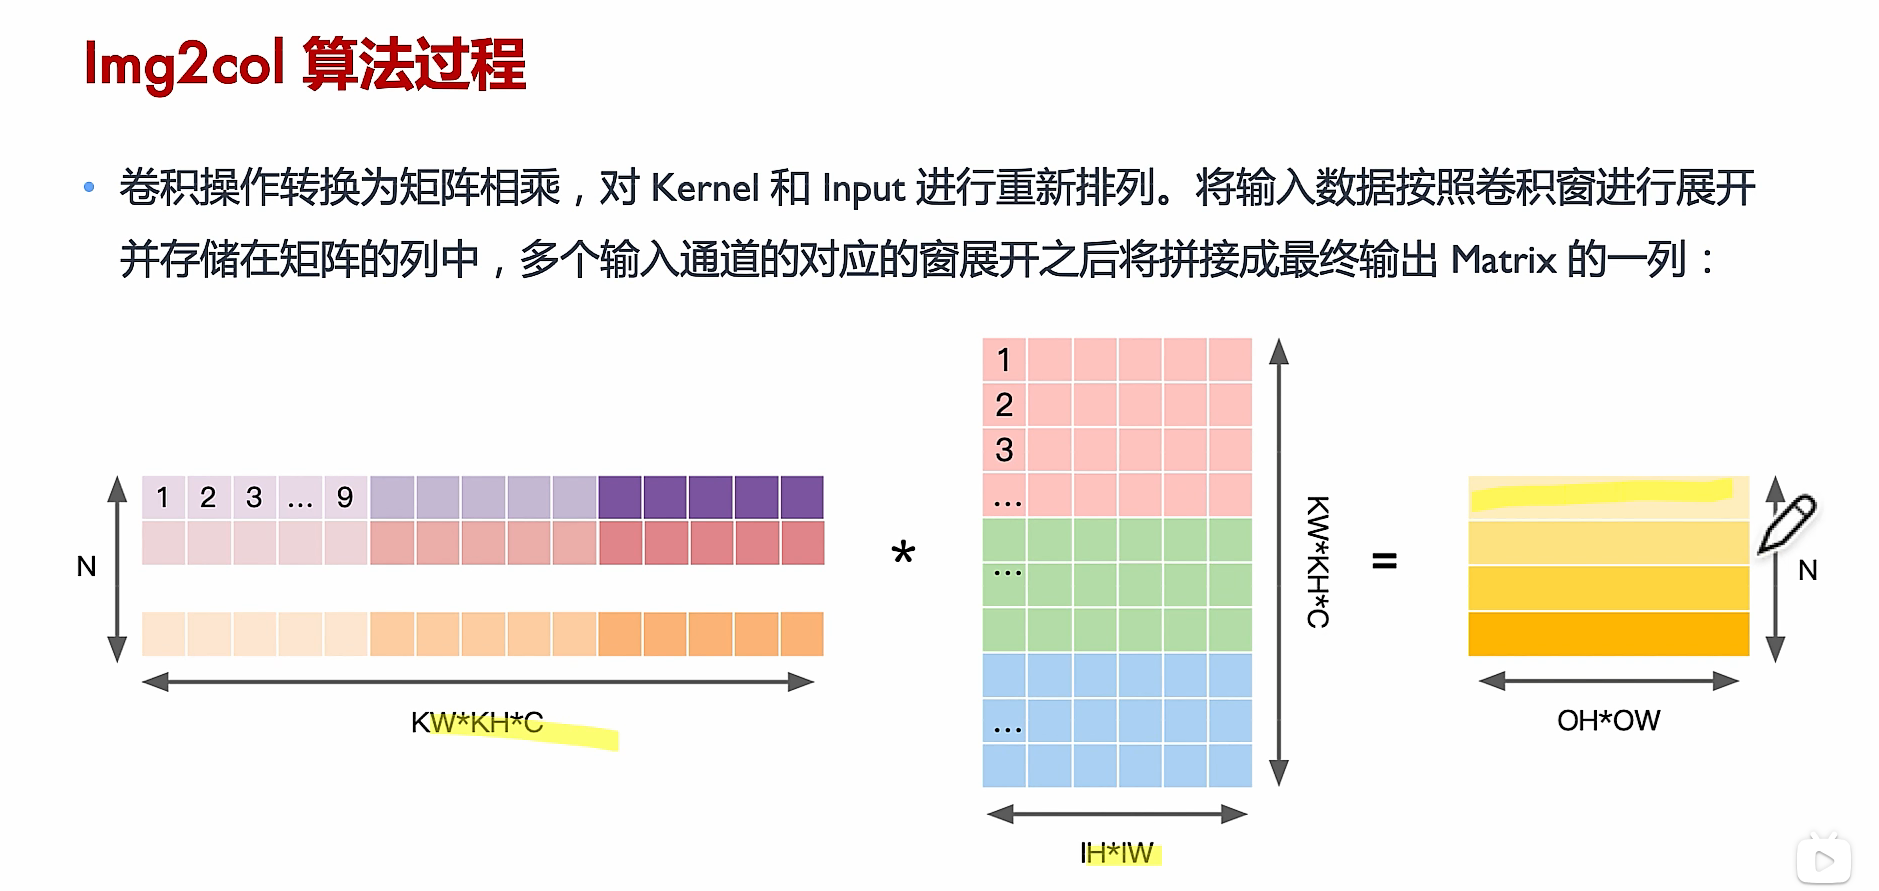 Img2col 算法过程
• 卷积操作转换为矩阵相乘，对 Kernel 和 Input 进行重新排列。将输入数据按照卷积窗进行展开
并存储在矩阵的列中，多个输入通道的对应的窗展开之后将拼接成最终输出 Matrix 的一列：
N
1 2 3 ... 9
KW*KH*C
*
1
2
3
...
...
...
KW*KH*C
IH*IW
=
N
OH*OW